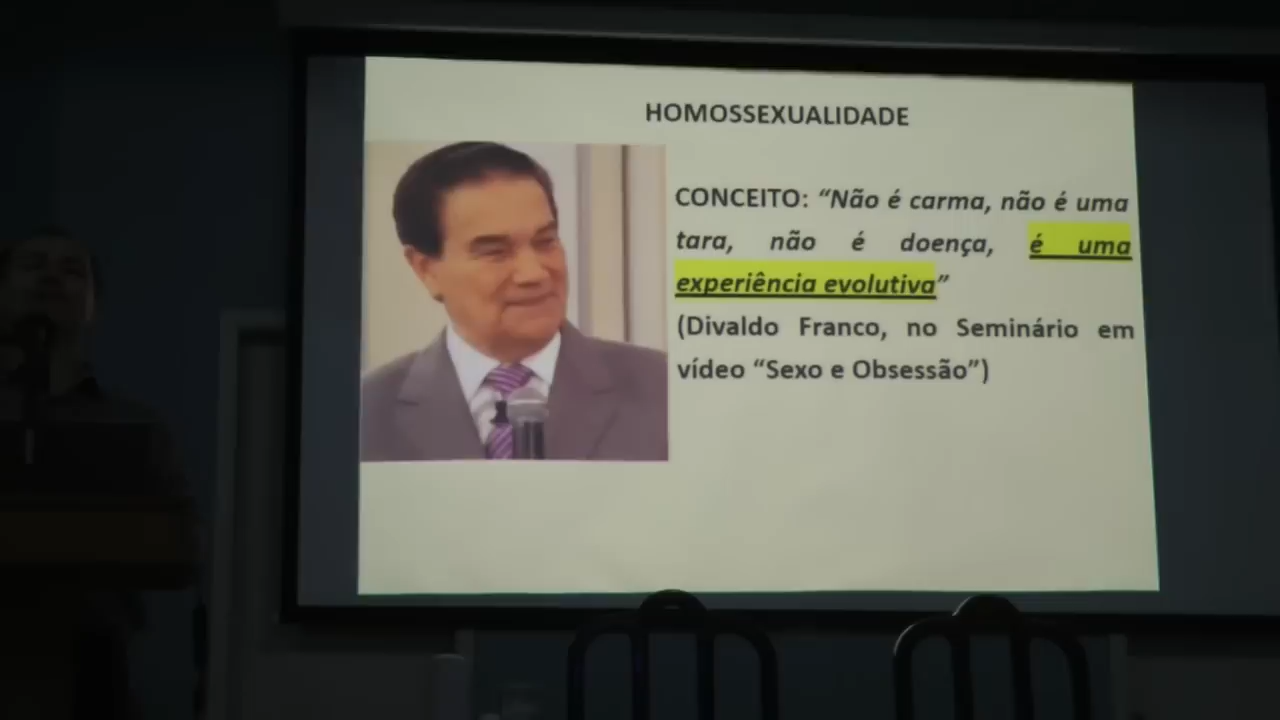 HOMOSSEXUALIDADE
CONCEITO: “Não é carma, não é uma
tara, não é doença, é uma
experiência evolutiva”
(Divaldo Franco, no Seminário em
vídeo “Sexo e Obsessão”)